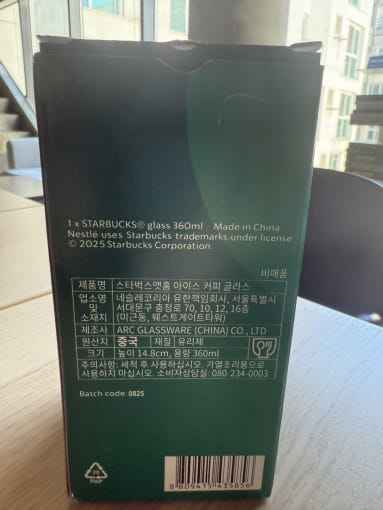 1 x STARBUCKS® glass 360ml Made in China
Nestlé uses Starbucks trademarks under license
© 2025 Starbucks Corporation.
비매품
제품명 스타벅스앳홈 아이스 커피 글라스
업소명 및 소재지 네슬레코리아 유한책임회사, 서울특별시
서대문구 충정로 70, 10, 12, 16층
(미근동, 웨스트게이트타워)
제조사 ARC GLASSWARE (CHINA) CO., LTD
원산지 중국 재질 유리제
크기 높이 14.8cm, 용량 360ml
주의사항: 세척 후 사용하십시오. 가열조리용으로
사용하지 마십시오. 소비자상담실: 080 234-0003
Batch code 0825
PAP
8 809415 435856